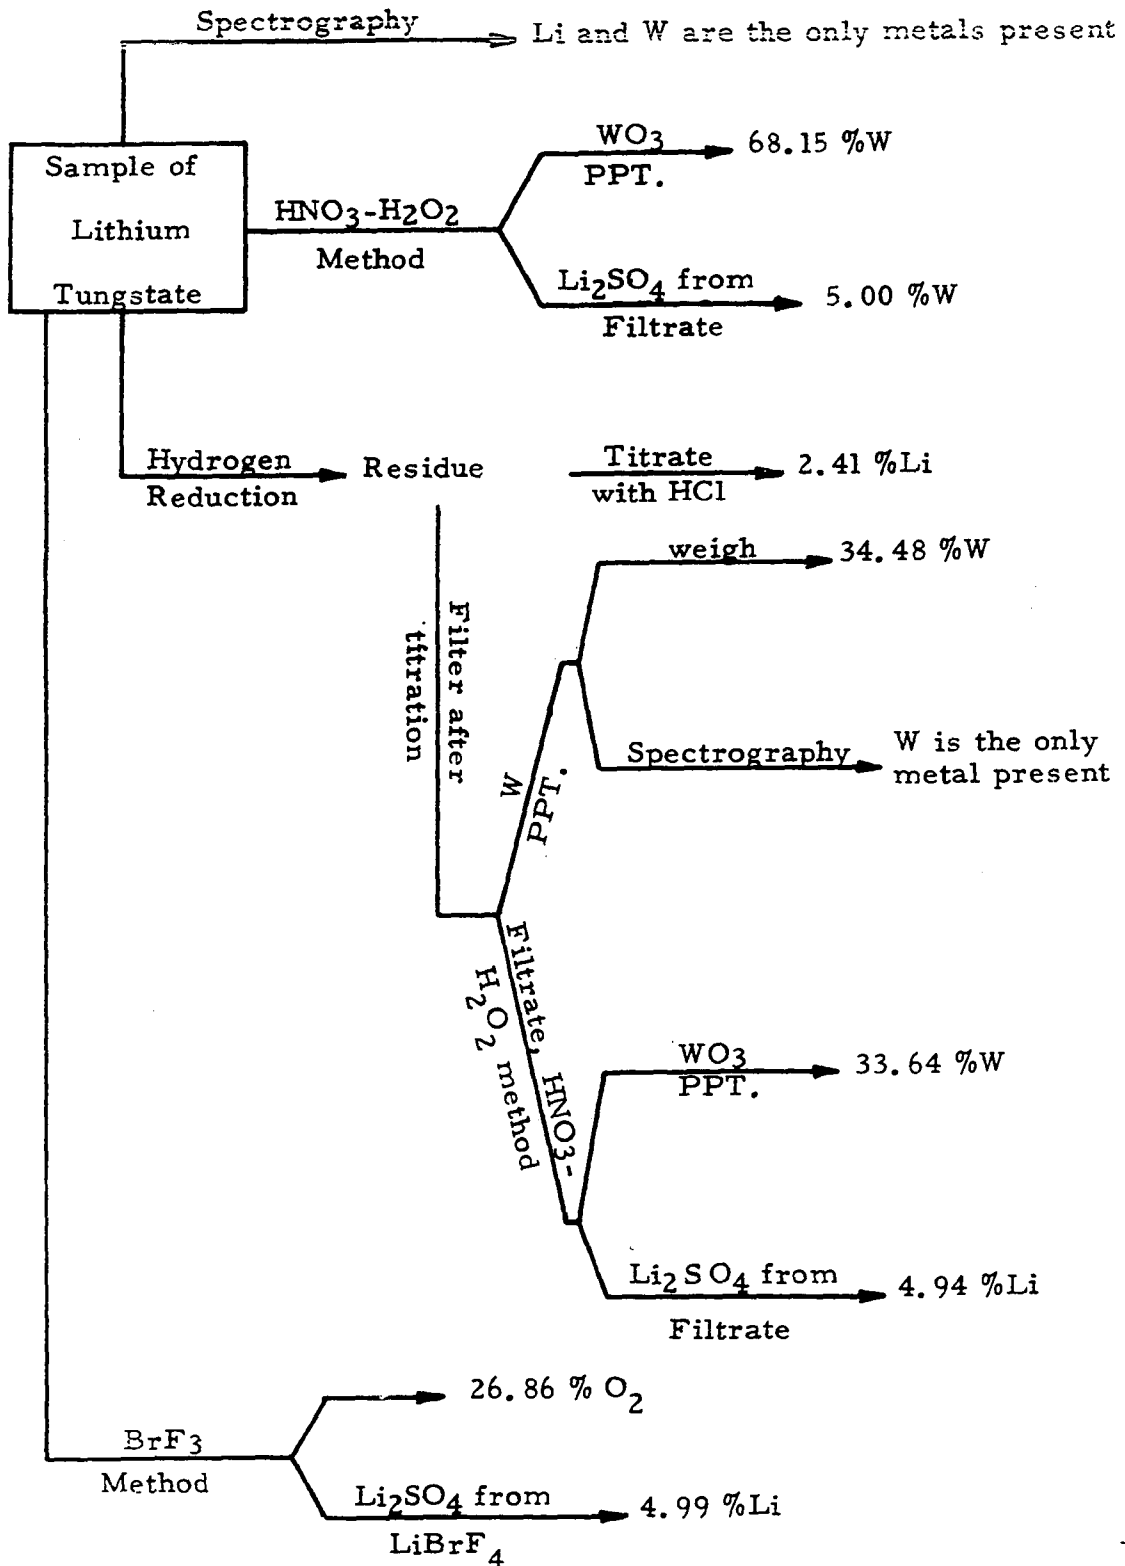 Spectrography
Li and W are the only metals present
Sample of
Lithium
Tungstate
HNO3-H2O2
Method
WO3
PPT.
68.15 %W
Li2SO4 from
Filtrate
5.00 %W
Hydrogen
Reduction
Residue
Titrate
with HCl
2.41 %Li
weigh
34.48 %W
Filter after
titration
W
PPT.
Spectrography
W is the only
metal present
Filtrate, HNO3-
H2O2 method
WO3
PPT.
33.64 %W
Li2SO4 from
Filtrate
4.94 %Li
26.86 % O2
BrF3
Method
Li2SO4 from
LiBrF4
4.99 %Li